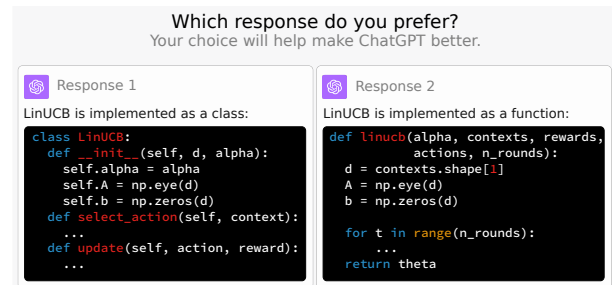 Which response do you prefer?
Your choice will help make ChatGPT better.
Response 1
LinUCB is implemented as a class:
class LinUCB:
  def __init__(self, d, alpha):
    self.alpha = alpha
    self.A = np.eye(d)
    self.b = np.zeros(d)
  def select_action(self, context):
    ...
  def update(self, action, reward):
    ...
Response 2
LinUCB is implemented as a function:
def linucb(alpha, contexts, rewards,
           actions, n_rounds):
  d = contexts.shape[1]
  A = np.eye(d)
  b = np.zeros(d)
  for t in range(n_rounds):
      ...
  return theta